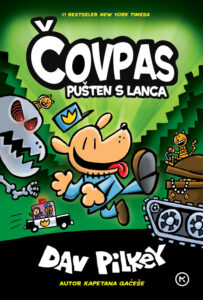 #1 BESTSELER NEW YORK TIMESA
ČOVPAS
PUŠTEN S LANCA
DAV PILKEY
AUTOR KAPETANA GAĆEŠE